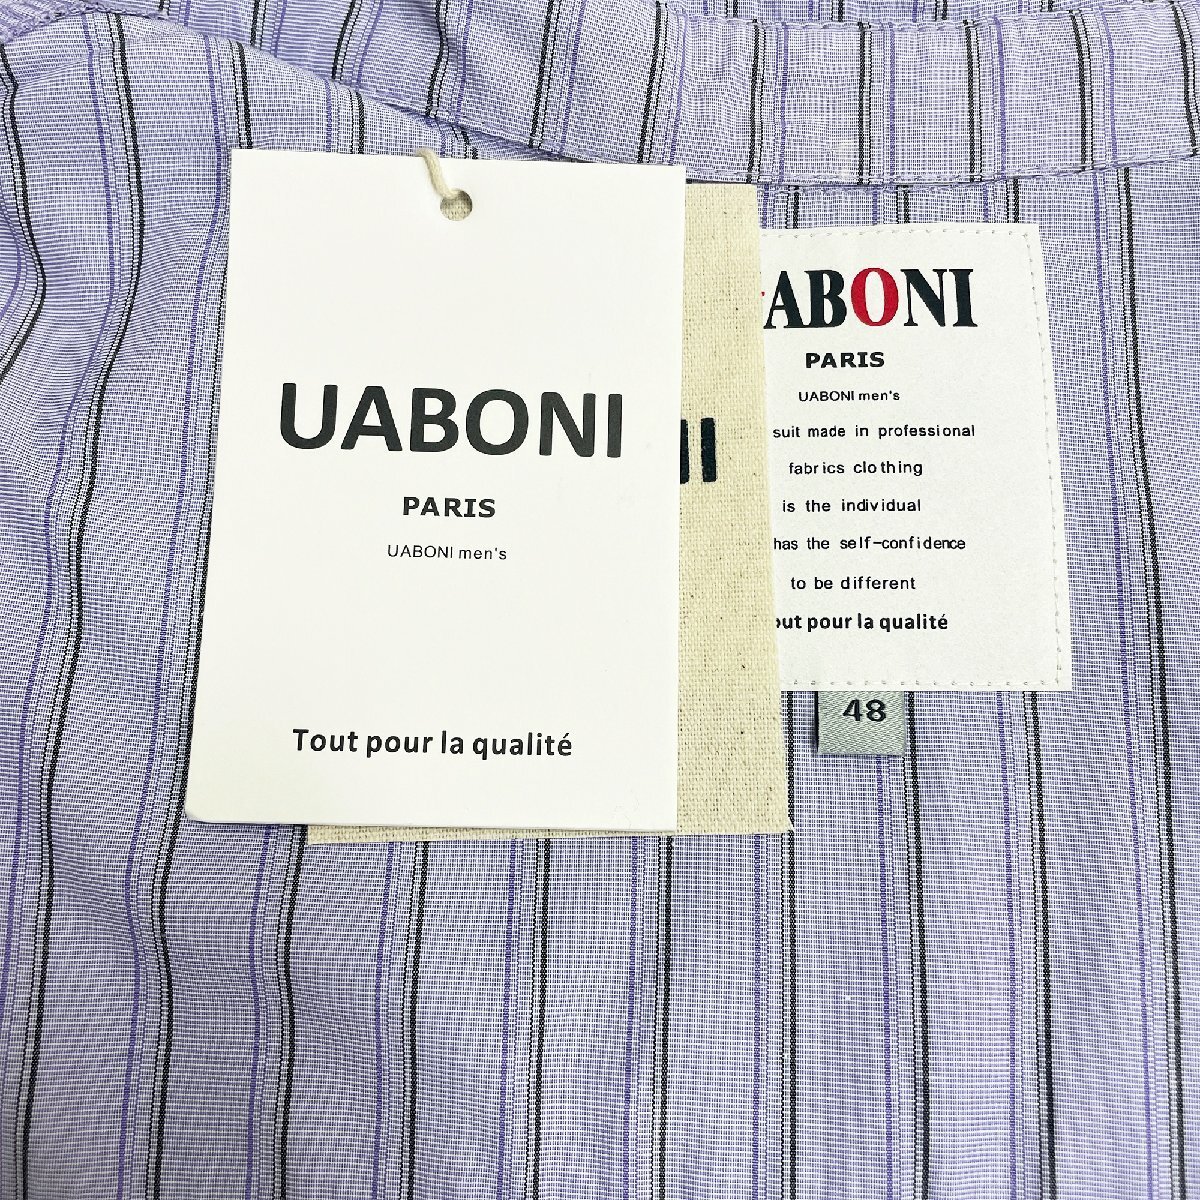 UABONI
PARIS
UABONI men's
Tout pour la qualité
ABONI
PARIS
UABONI men's
suit made in professional
fabrics clothing
is the individual
has the self-confidence
to be different
out pour la qualité
48